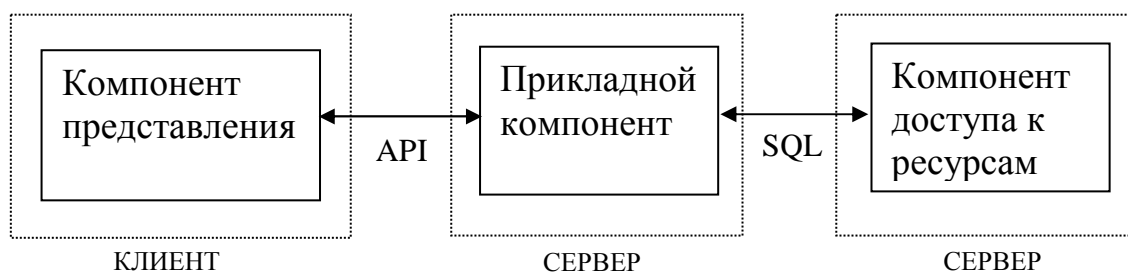 Компонент
представления
API
Прикладной
компонент
SQL
Компонент
доступа к
ресурсам
КЛИЕНТ
СЕРВЕР
СЕРВЕР